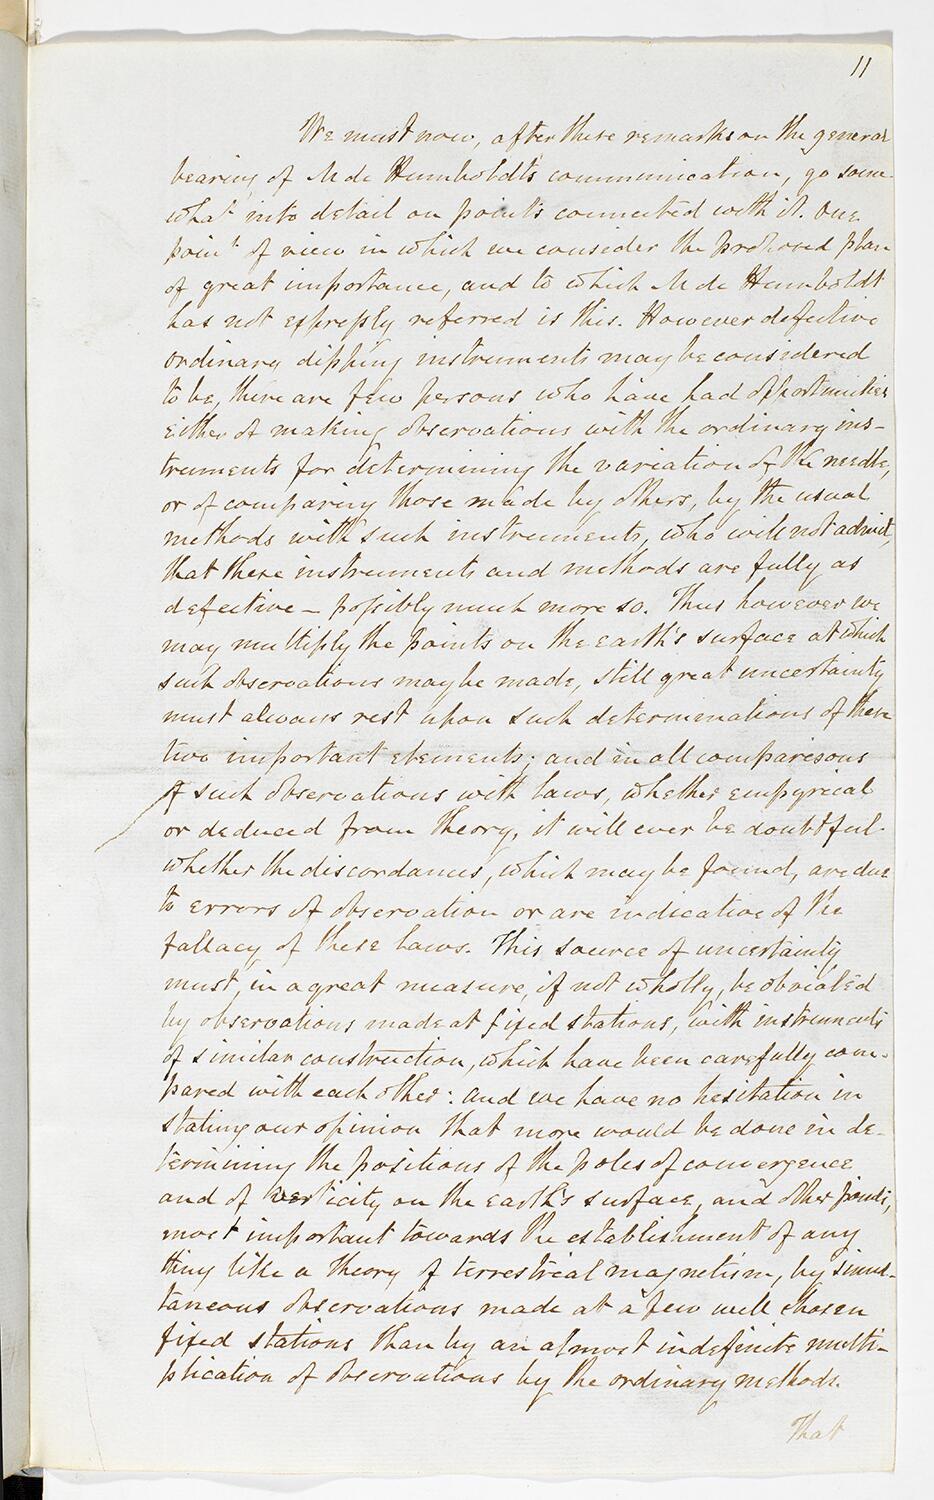 11
We must now, after these remarks on the general
bearing of M de Humboldt's communication, go some-
what into detail on points connected with it. One
point of view in which we consider the proposed plan
of great importance, and to which M de Humboldt
has not expressly referred is this. However defective
ordinary dipping instruments may be considered
to be, there are few persons who have had opportunities
either of making observations with the ordinary ins-
truments for determining the variation of the needle,
or of comparing those made by others, by the usual
methods with such instruments, who will not admit,
that these instruments and methods are fully as
defective – possibly much more so. Thus however we
may multiply the points on the earth's surface at which
such observations may be made, still great uncertainty
must always rest upon such determinations of these
two important elements; and in all comparisons
of such observations with laws, whether empyrical
or deduced from theory, it will ever be doubtful
whether the discordances, which may be found, are due
to errors of observation or are indicative of the
fallacy of these laws. This source of uncertainty
must, in a great measure, if not wholly, be obviated
by observations made at fixed stations, with instruments
of similar construction, which have been carefully com-
pared with each other: and we have no hesitation in
stating our opinion that more would be done in de-
termining the positions of the poles of convergence
and of verticity on the earth's surface, and other points,
most important towards the establishment of any
thing like a theory of terrestrial magnetism, by simul-
taneous observations made at a few well chosen
fixed stations than by an almost indefinite multi-
plication of observations by the ordinary methods.
That